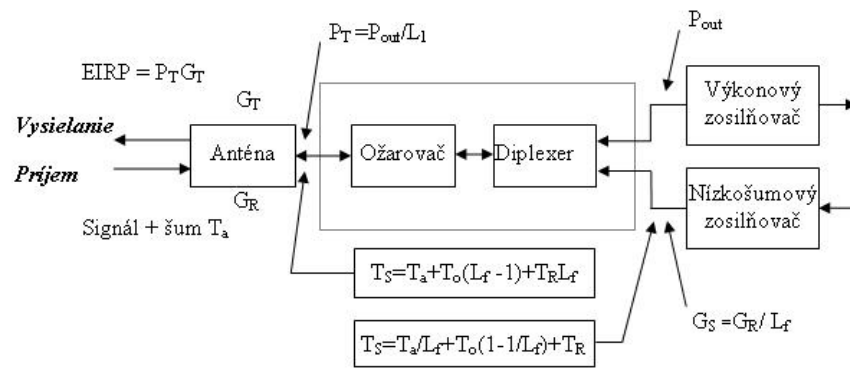 P_T =P_out/L_1
P_out
EIRP = P_TG_T
G_T
Vysielanie
Príjem
Anténa
Ožarovač
Diplexer
Výkonový
zosilňovač
Nízkošumový
zosilňovač
G_R
Signál + šum T_a
T_S=T_a+T_o(L_f -1)+T_RL_f
G_S =G_R/ L_f
T_S=T_a/L_f+T_o(1-1/L_f)+T_R